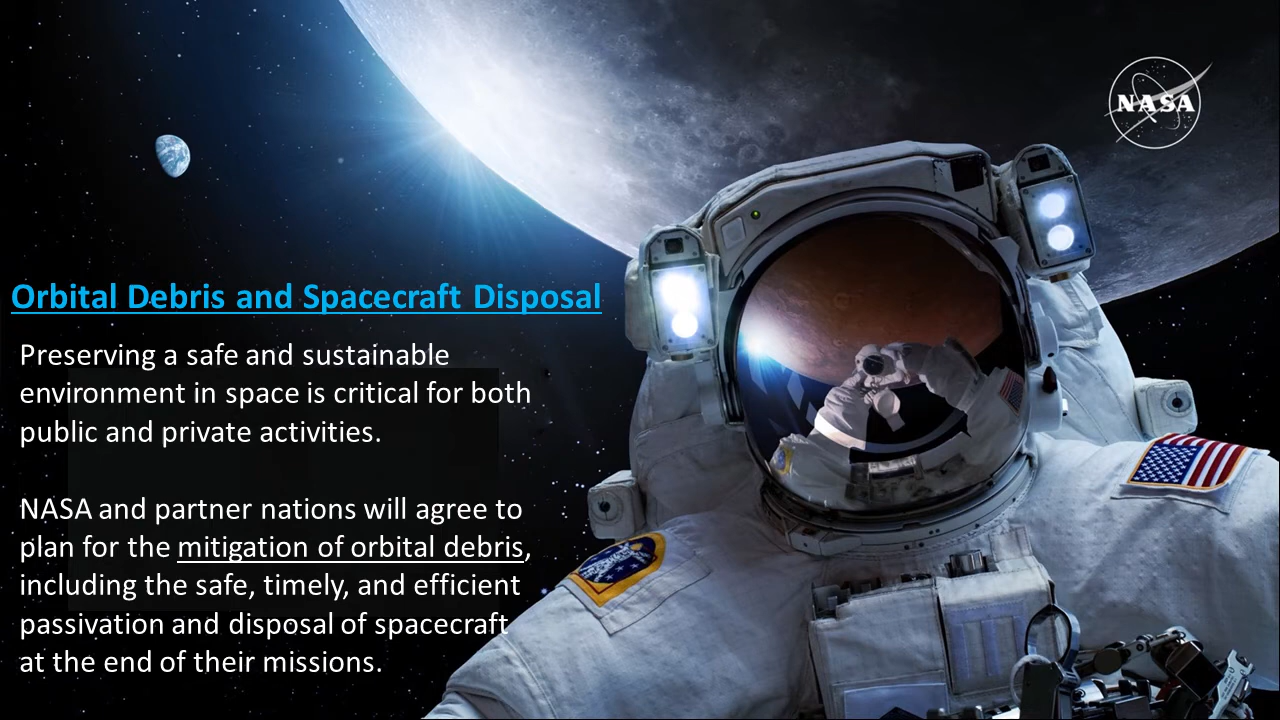 NASA
Orbital Debris and Spacecraft Disposal
Preserving a safe and sustainable
environment in space is critical for both
public and private activities.
NASA and partner nations will agree to
plan for the mitigation of orbital debris,
including the safe, timely, and efficient
passivation and disposal of spacecraft
at the end of their missions.